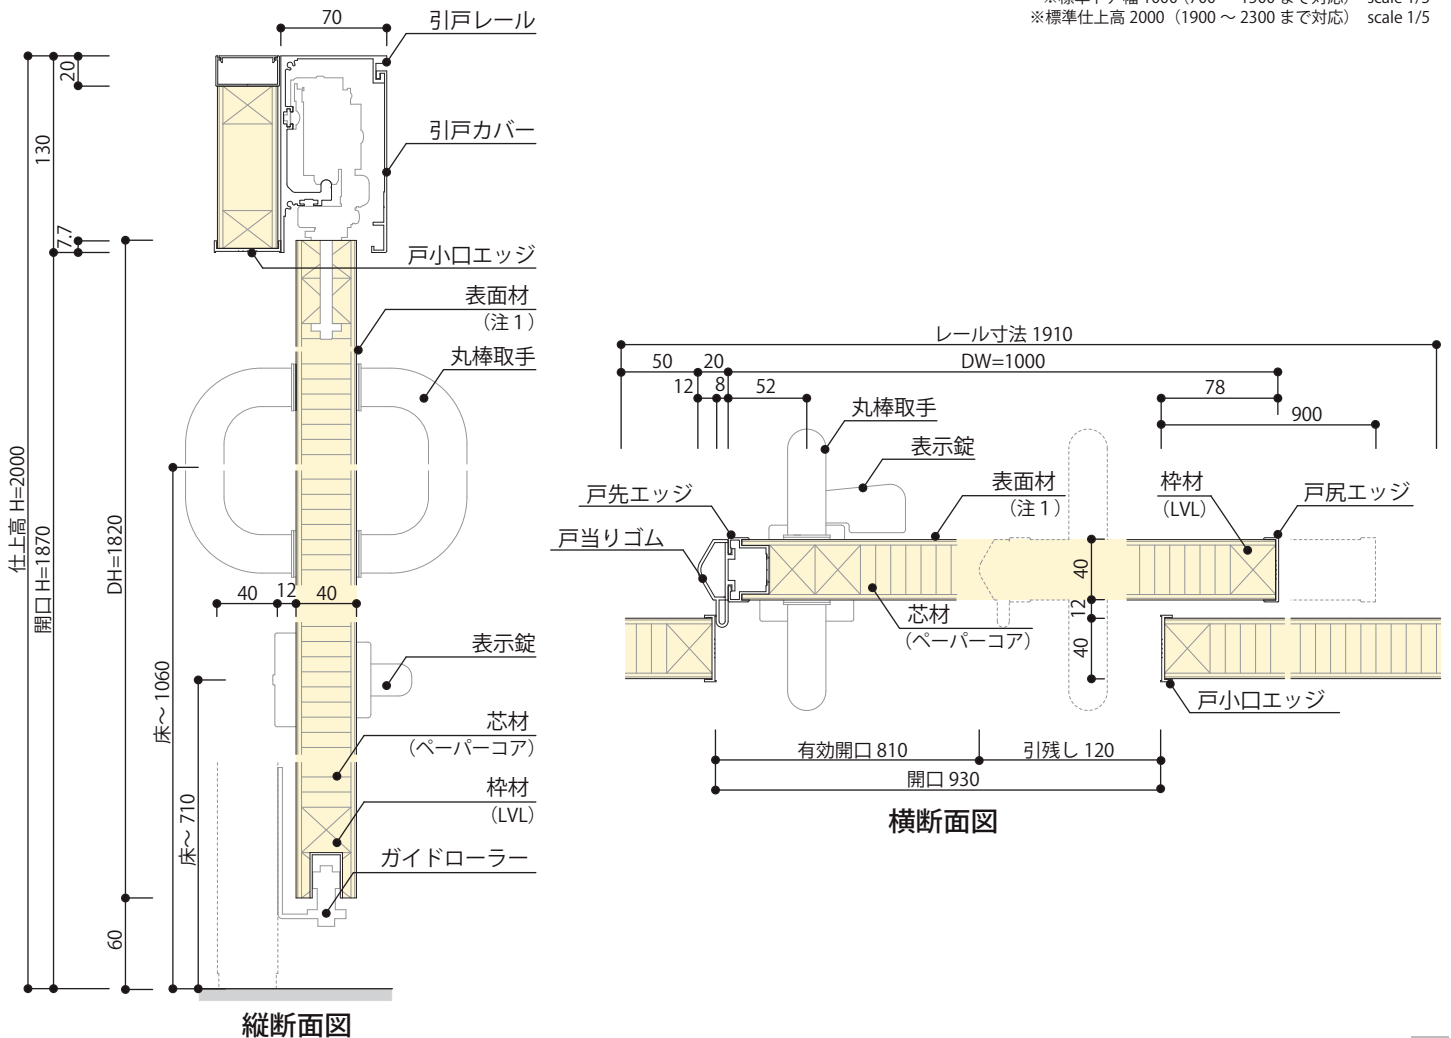 ※標準仕上高 2000（1900 ～ 2300 まで対応） scale 1/5
70
引戸レール
20
130
引戸カバー
7.7
戸小口エッジ
表面材
（注 1）
丸棒取手
仕上高 H=2000
開口 H=1870
DH=1820
40
12
40
表示錠
床～ 1060
床～ 710
芯材
（ペーパーコア）
枠材
(LVL)
ガイドローラー
60
縦断面図
レール寸法 1910
50
20
DW=1000
12
8
52
78
900
丸棒取手
表示錠
戸先エッジ
表面材
（注 1）
枠材
(LVL)
戸尻エッジ
戸当りゴム
40
12
40
芯材
（ペーパーコア）
戸小口エッジ
有効開口 810
引残し 120
開口 930
横断面図